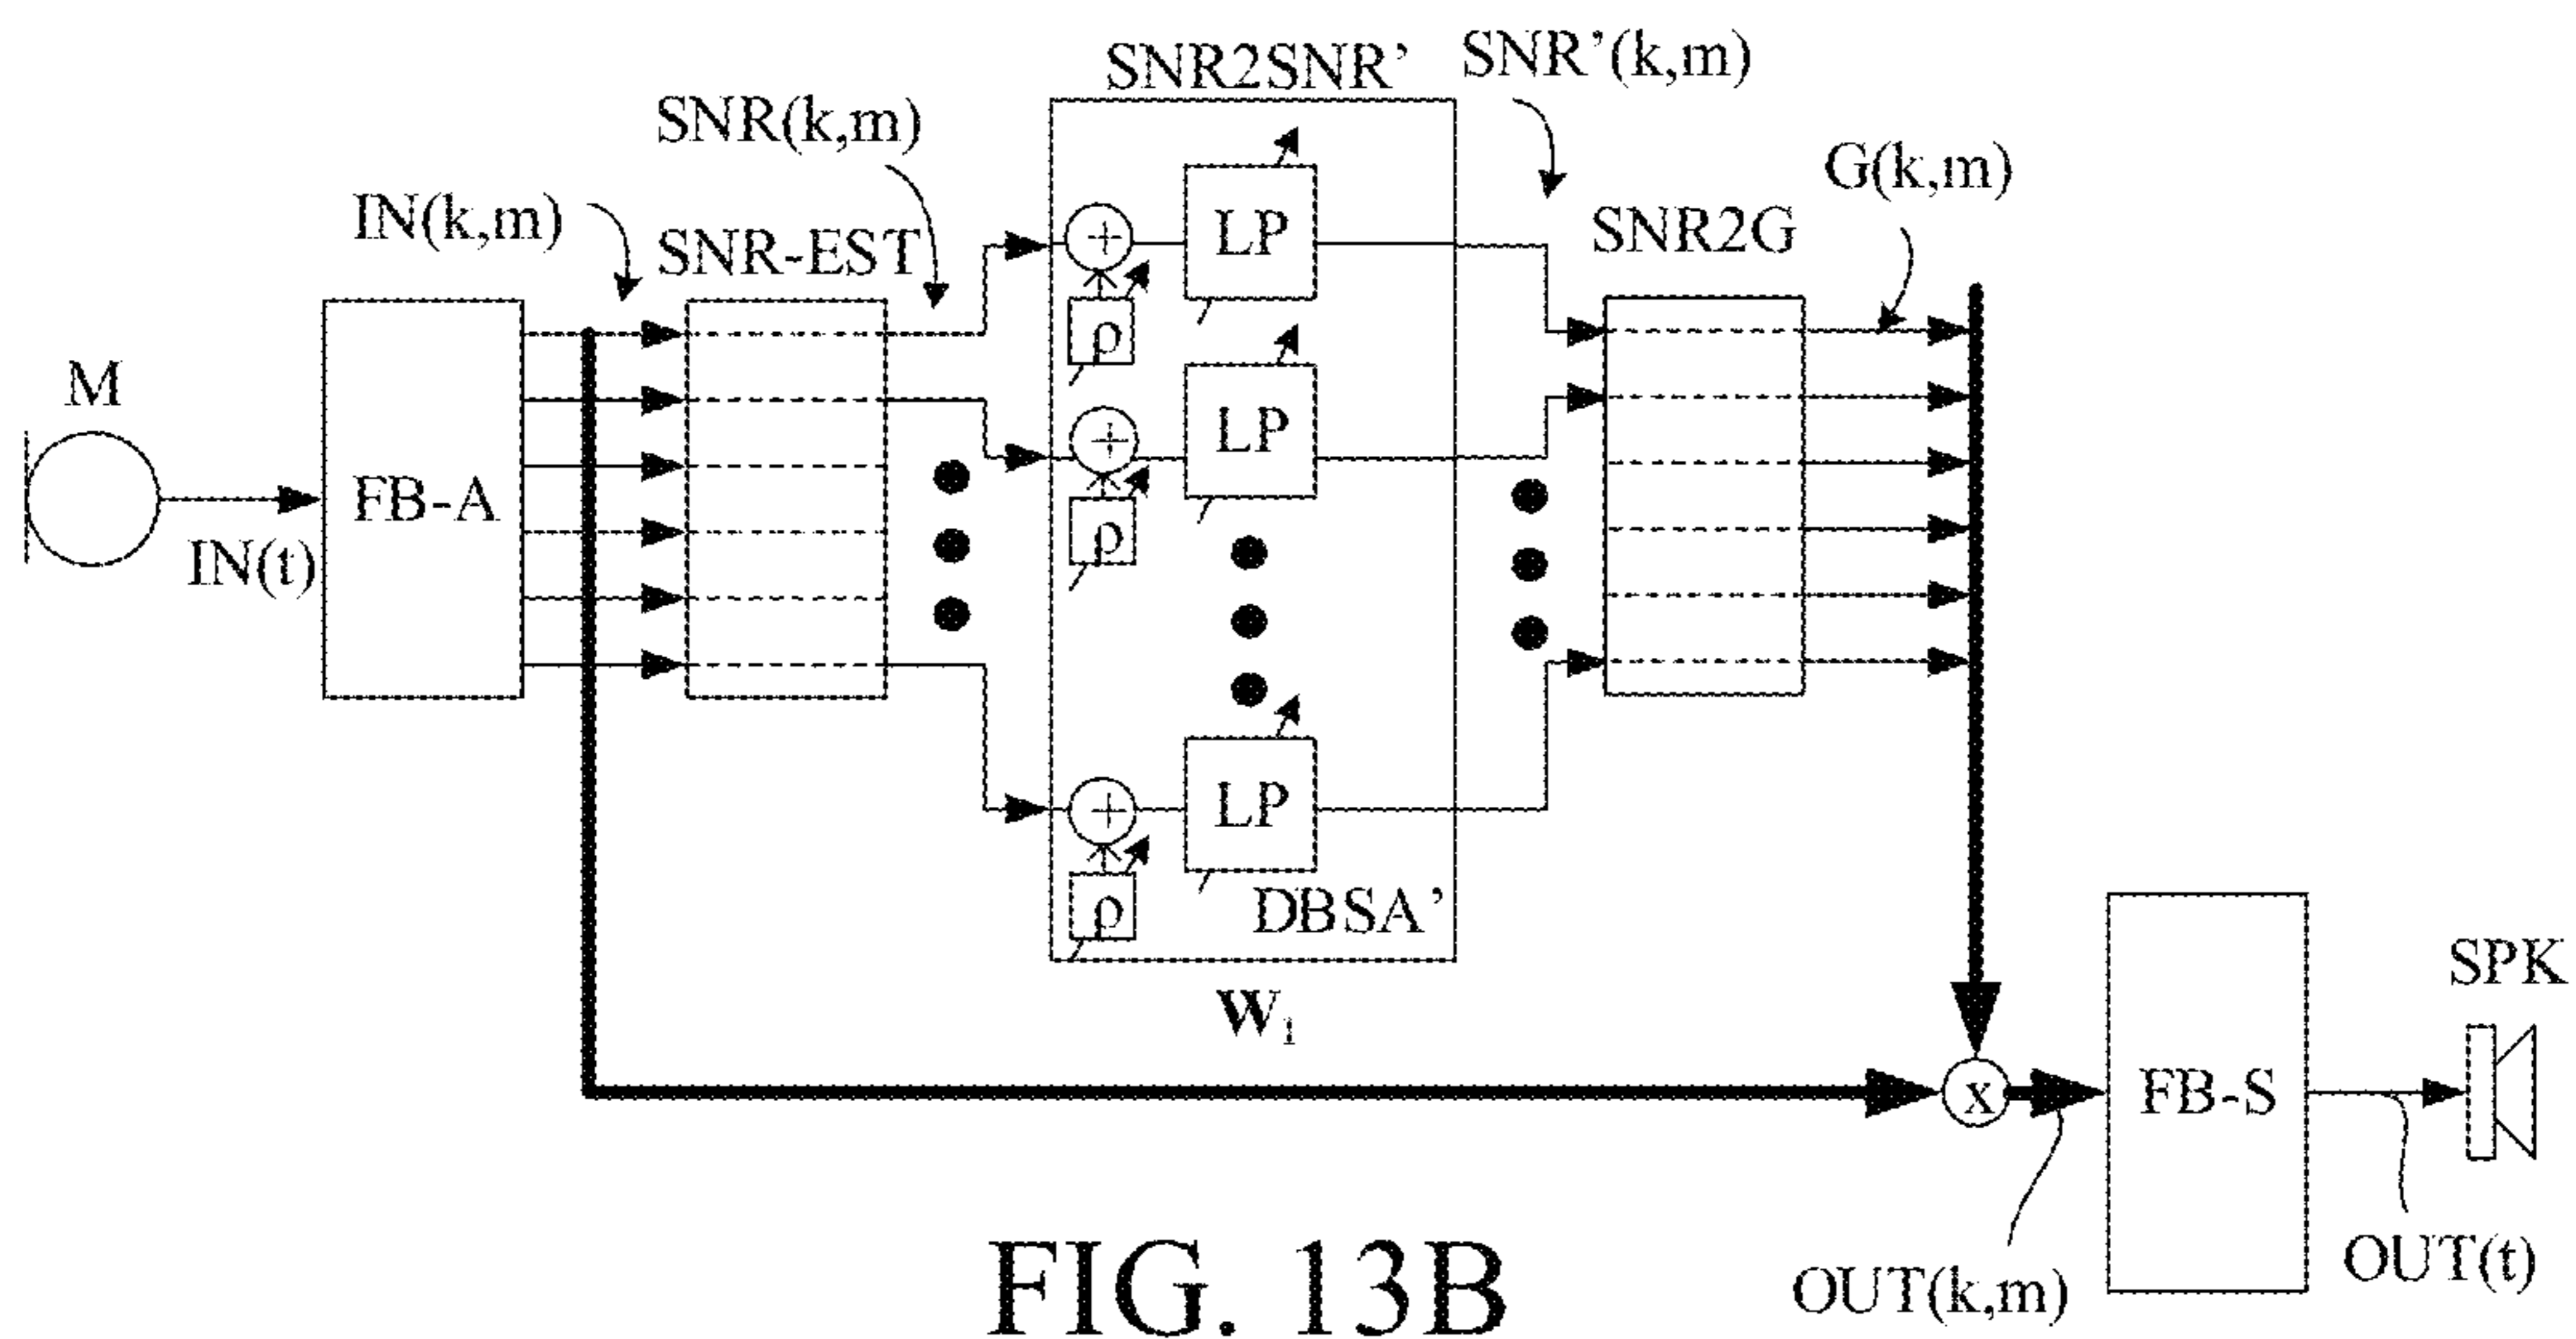 SNR2SNR'
SNR'(k,m)
SNR(k,m)
G(k,m)
IN(k,m)
SNR-EST
SNR2G
M
FB-A
IN(t)
+
LP
ρ
+
LP
ρ
+
LP
ρ
DBSA'
W1
x
FB-S
SPK
OUT(k,m)
OUT(t)
FIG. 13B